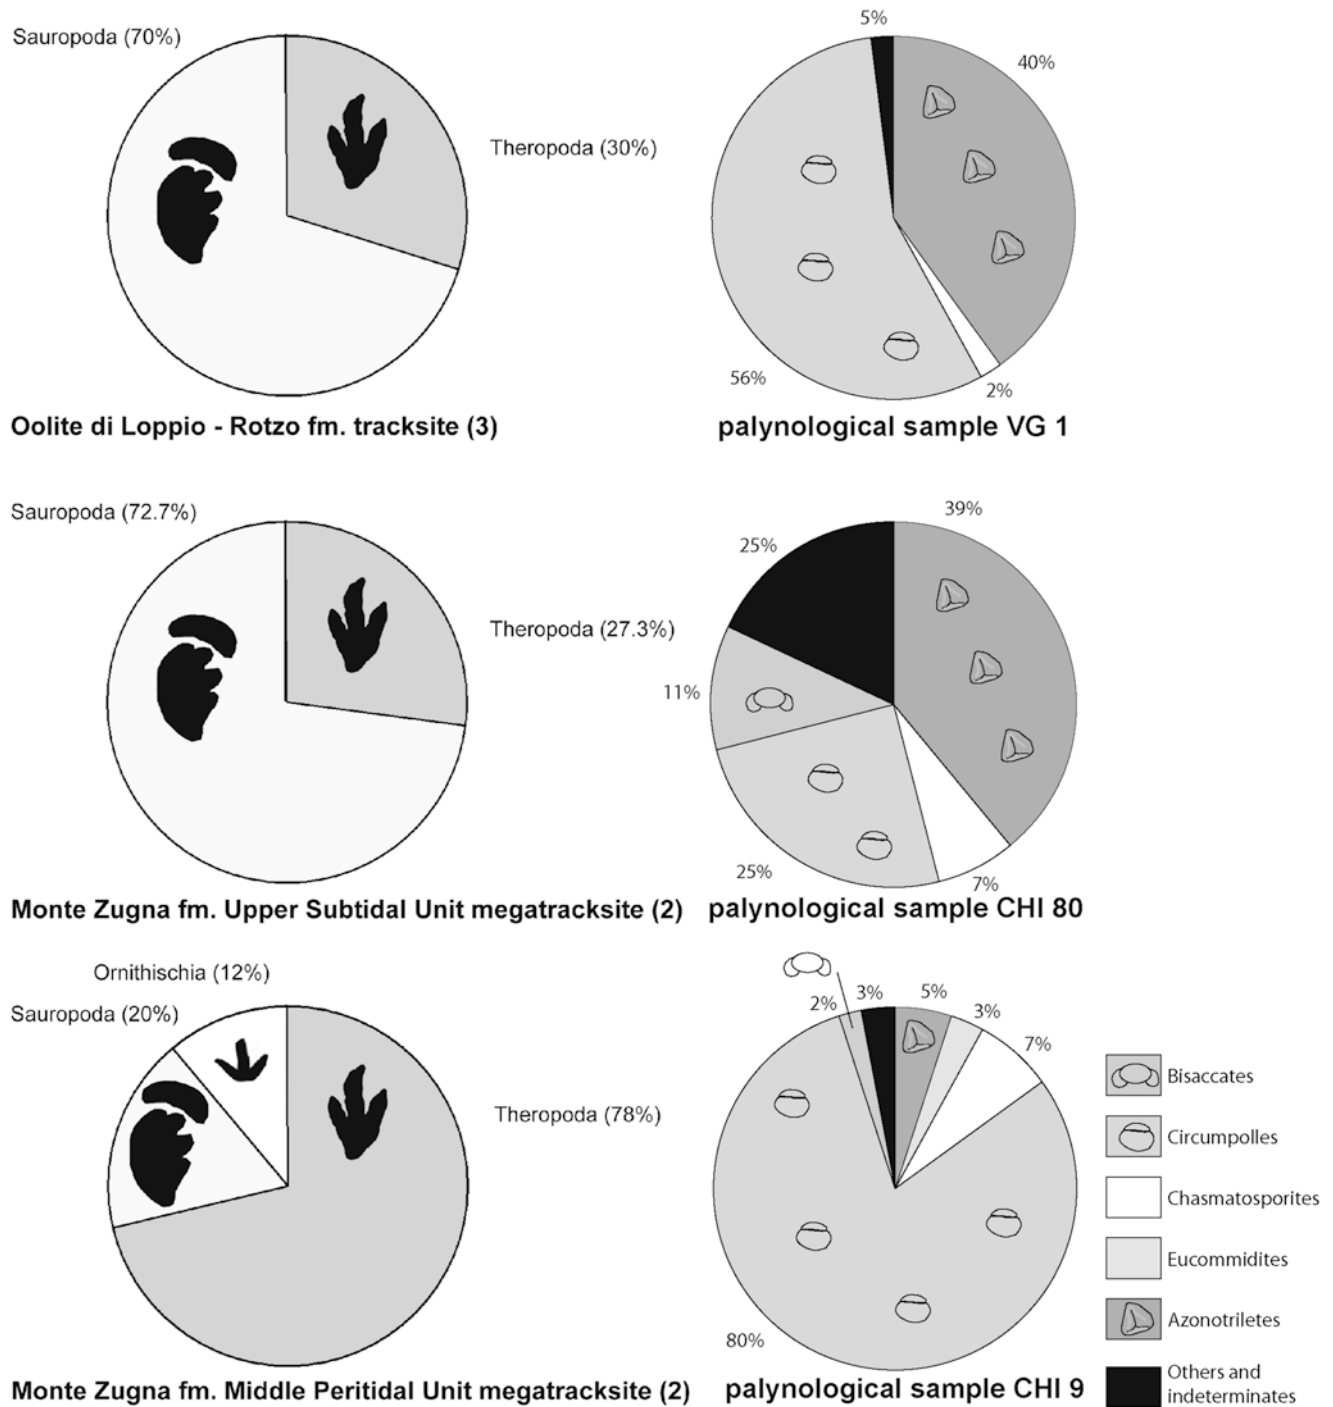 Sauropoda (70%)
Theropoda (30%)
Oolite di Loppio - Rotzo fm. tracksite (3)
5%
40%
56%
2%
palynological sample VG 1
Sauropoda (72.7%)
Theropoda (27.3%)
Monte Zugna fm. Upper Subtidal Unit megatracksite (2)
39%
25%
11%
25%
7%
palynological sample CHI 80
Ornithischia (12%)
Sauropoda (20%)
Theropoda (78%)
Monte Zugna fm. Middle Peritidal Unit megatracksite (2)
2%
3%
5%
3%
7%
80%
palynological sample CHI 9
Bisaccates
Circumpolles
Chasmatosporites
Eucommidites
Azonotriletes
Others and
indeterminates